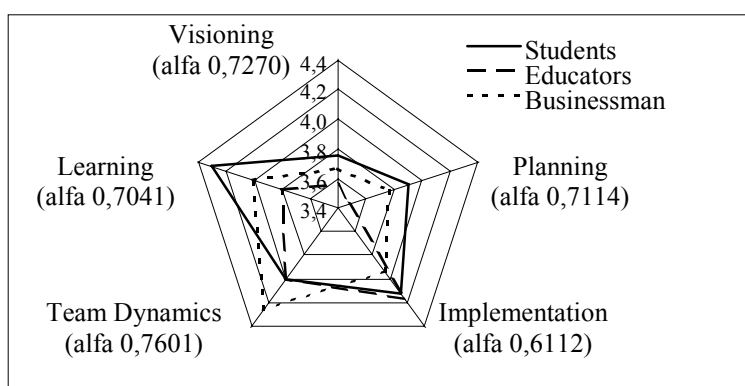 Visioning
(alfa 0,7270)
4,4
4,2
4,0
3,8
3,6
3,4
Students
Educators
Businessman
Learning
(alfa 0,7041)
Planning
(alfa 0,7114)
Team Dynamics
(alfa 0,7601)
Implementation
(alfa 0,6112)